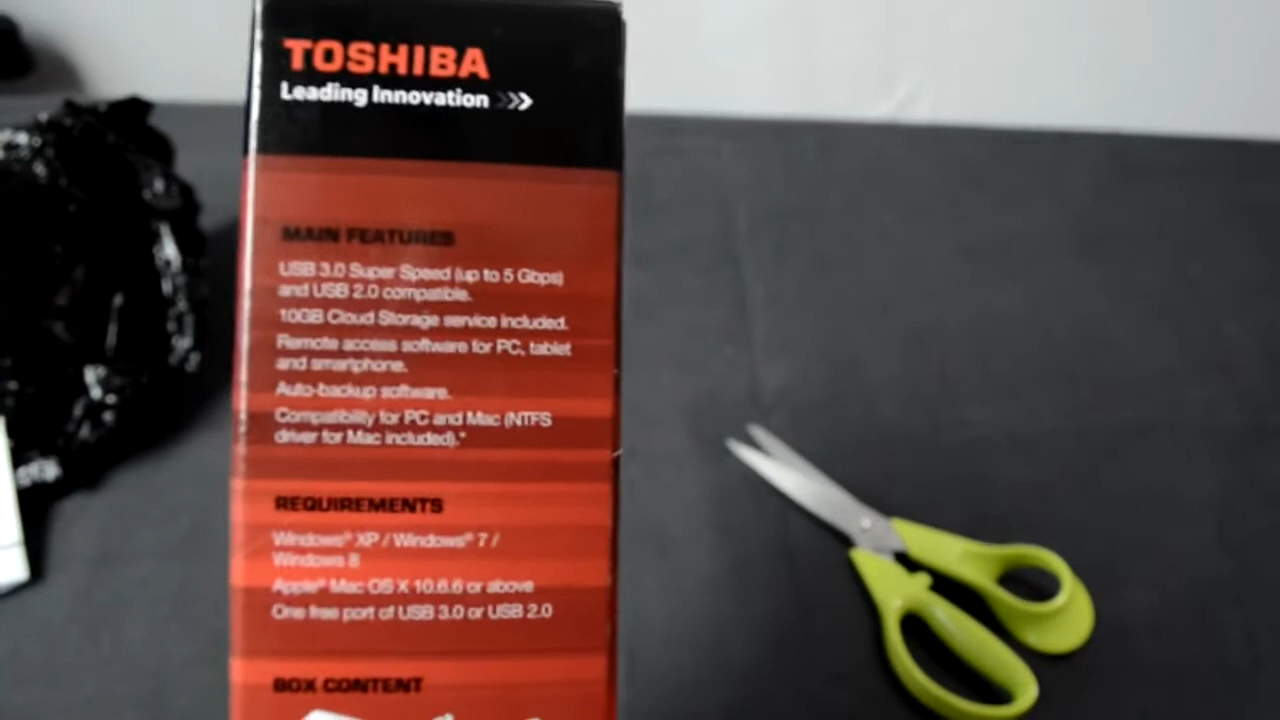 TOSHIBA
Leading Innovation >>>
MAIN FEATURES
USB 3.0 Super Speed (up to 5 Gbps)
and USB 2.0 compatible.
10GB Cloud Storage service included.
Remote access software for PC, tablet
and smartphone.
Auto-backup software.
Compatibility for PC and Mac (NTFS
driver for Mac included).*
REQUIREMENTS
Windows® XP / Windows® 7 /
Windows 8
Apple® Mac OS X 10.6.6 or above
One free port of USB 3.0 or USB 2.0
BOX CONTENT